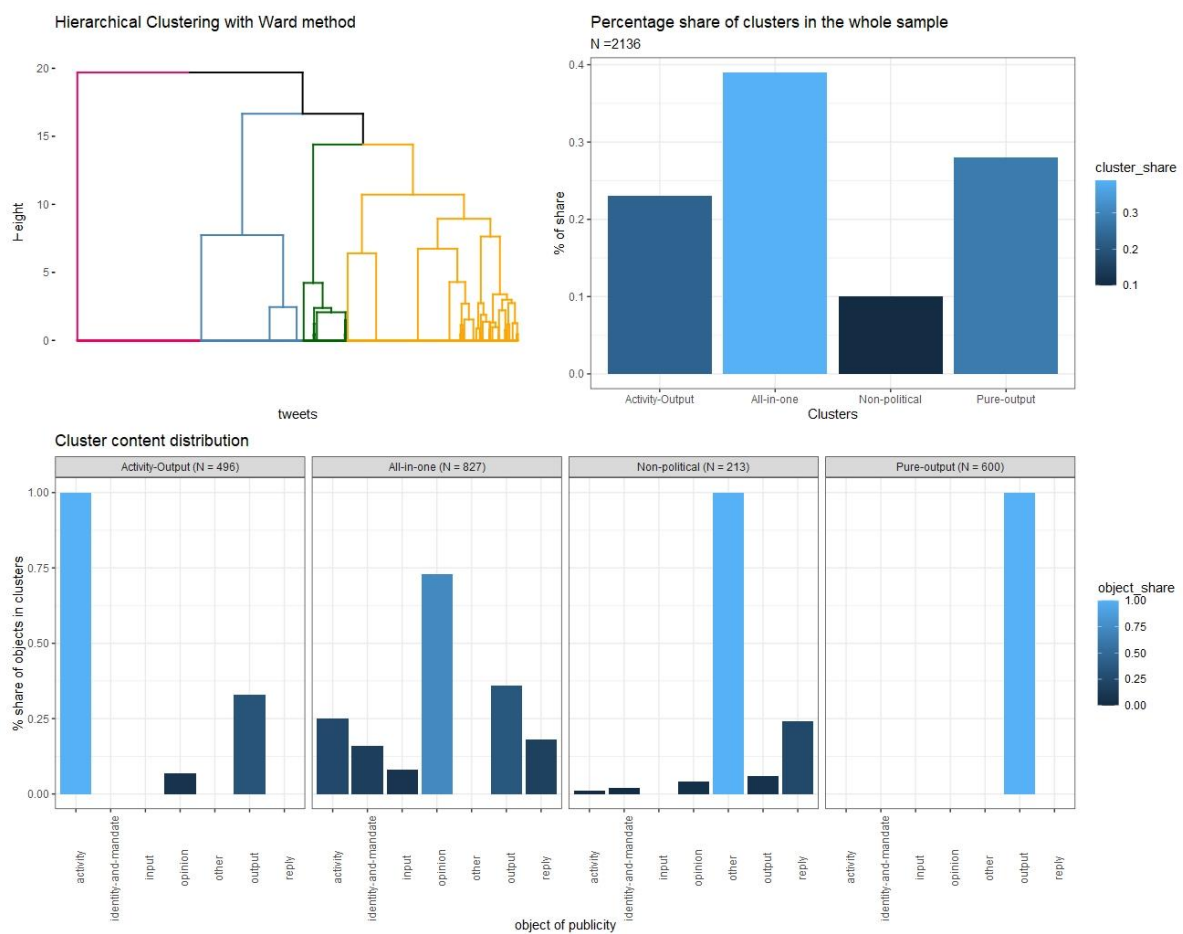 Hierarchical Clustering with Ward method
20
15
10
5
0
Height
tweets
Percentage share of clusters in the whole sample
N =2136
0.4
0.3
0.2
0.1
0.0
% of share
Activity-Output
All-in-one
Non-political
Pure-output
Clusters
cluster_share
0.3
0.2
0.1
Cluster content distribution
Activity-Output (N = 496)
All-in-one (N = 827)
Non-political (N = 213)
Pure-output (N = 600)
1.00
0.75
0.50
0.25
0.00
% share of objects in clusters
activity
identity-and-mandate
input
opinion
other
output
reply
activity
identity-and-mandate
input
opinion
other
output
reply
activity
identity-and-mandate
input
opinion
other
output
reply
activity
identity-and-mandate
input
opinion
other
output
reply
object of publicity
object_share
1.00
0.75
0.50
0.25
0.00